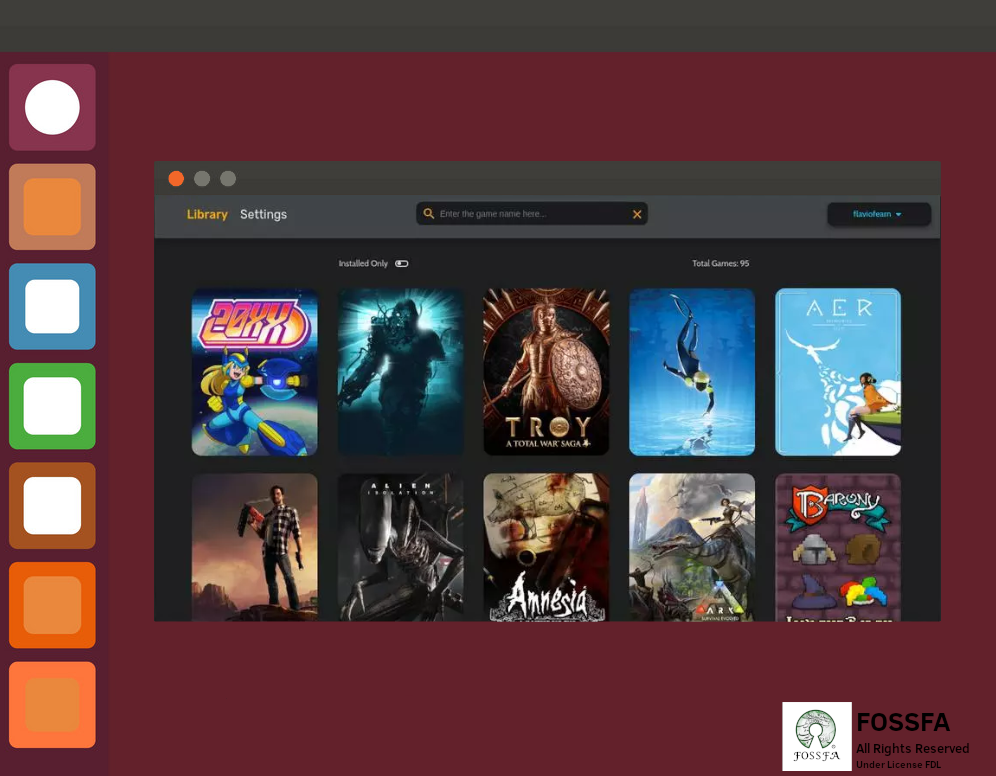 Library Settings
Enter the game name here...
flaviofearn
Installed Only
Total Games: 95
20XX
TROY
A TOTAL WAR SAGA
AER
ALIEN
ISOLATION
Amnesia
ARK
SURVIVAL EVOLVED
BARONY
FOSSFA
FOSSFA
All Rights Reserved
Under License FDL